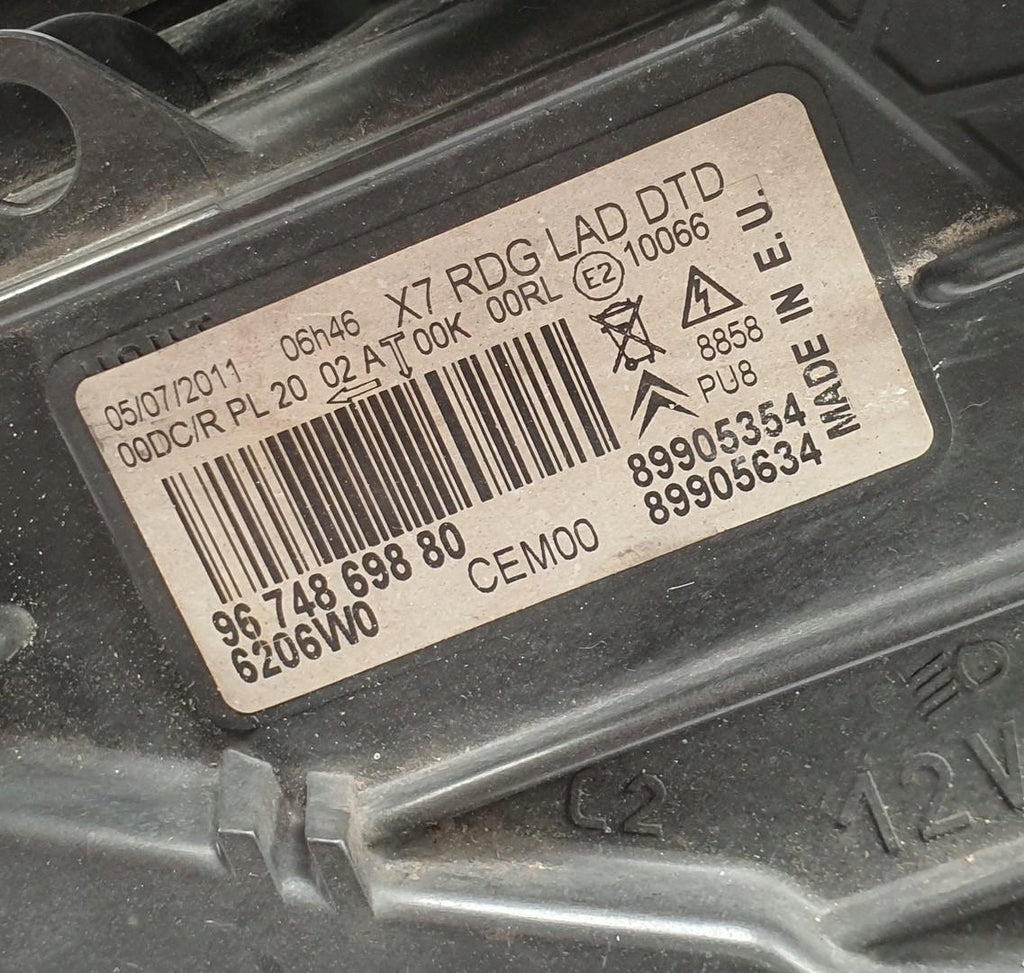 05/07/2011 06h46 X7 RDG LAD DTD
00DC/R PL 20 02 A 00K 00RL E2 10066
8858
PU8
89905354
89905634
MADE IN E.U.
96 748 698 80
6206W0
CEM00
C2
12V